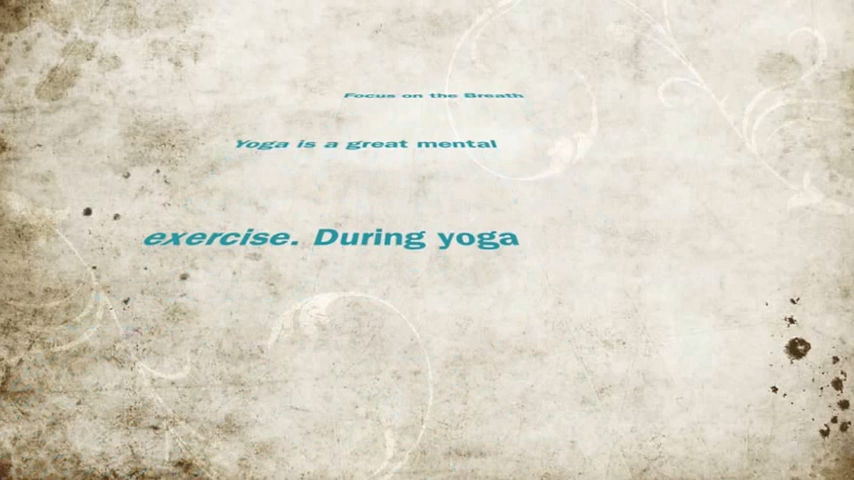 Focus on the Breath
Yoga is a great mental
exercise. During yoga